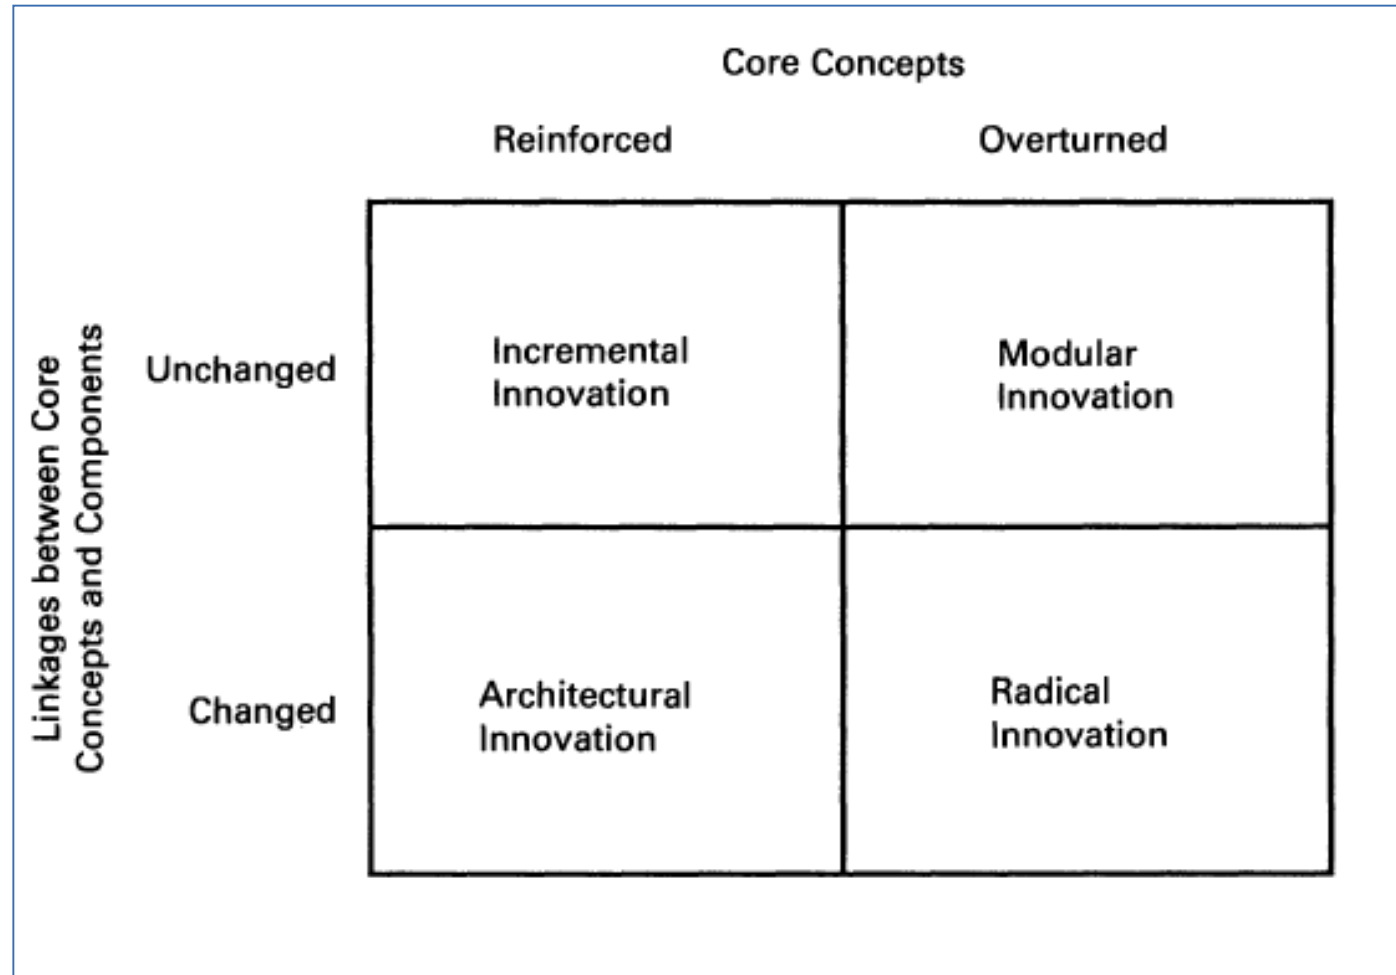 Core Concepts
Reinforced
Overturned
Linkages between Core
Concepts and Components
Unchanged
Incremental
Innovation
Modular
Innovation
Changed
Architectural
Innovation
Radical
Innovation